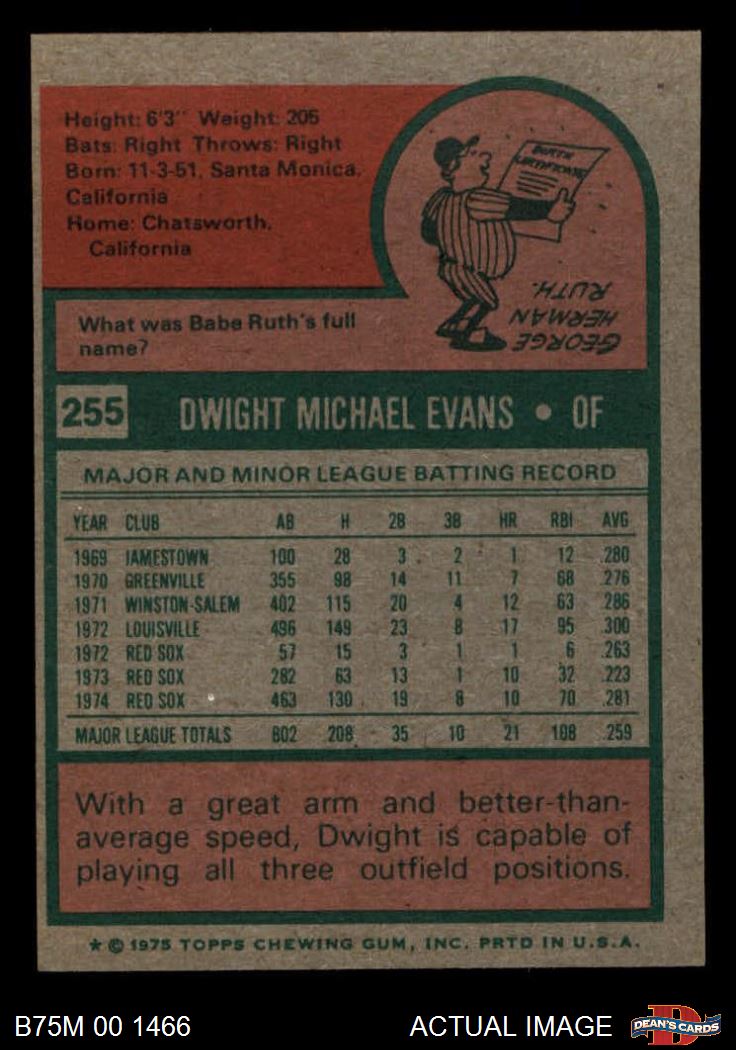 Height: 6'3" Weight: 205
Bats: Right Throws: Right
Born: 11-3-51, Santa Monica,
California
Home: Chatsworth,
California
BIRTH
CERTIFICATE
GEORGE
HERMAN
RUTH.
What was Babe Ruth's full
name?
255 DWIGHT MICHAEL EVANS • OF
MAJOR AND MINOR LEAGUE BATTING RECORD
YEAR CLUB AB H 2B 3B HR RBI AVG
1969 JAMESTOWN 100 28 3 2 1 12 .280
1970 GREENVILLE 355 98 14 11 7 68 .276
1971 WINSTON-SALEM 402 115 20 4 12 63 .286
1972 LOUISVILLE 496 149 23 8 17 95 .300
1972 RED SOX 57 15 3 1 1 6 .263
1973 RED SOX 282 63 13 1 10 32 .223
1974 RED SOX 463 130 19 8 10 70 .281
MAJOR LEAGUE TOTALS 802 208 35 10 21 108 .259
With a great arm and better-than-
average speed, Dwight is capable of
playing all three outfield positions.
* © 1975 TOPPS CHEWING GUM, INC. PRTD IN U.S.A.
B75M 00 1466 ACTUAL IMAGE D DEAN'S CARDS